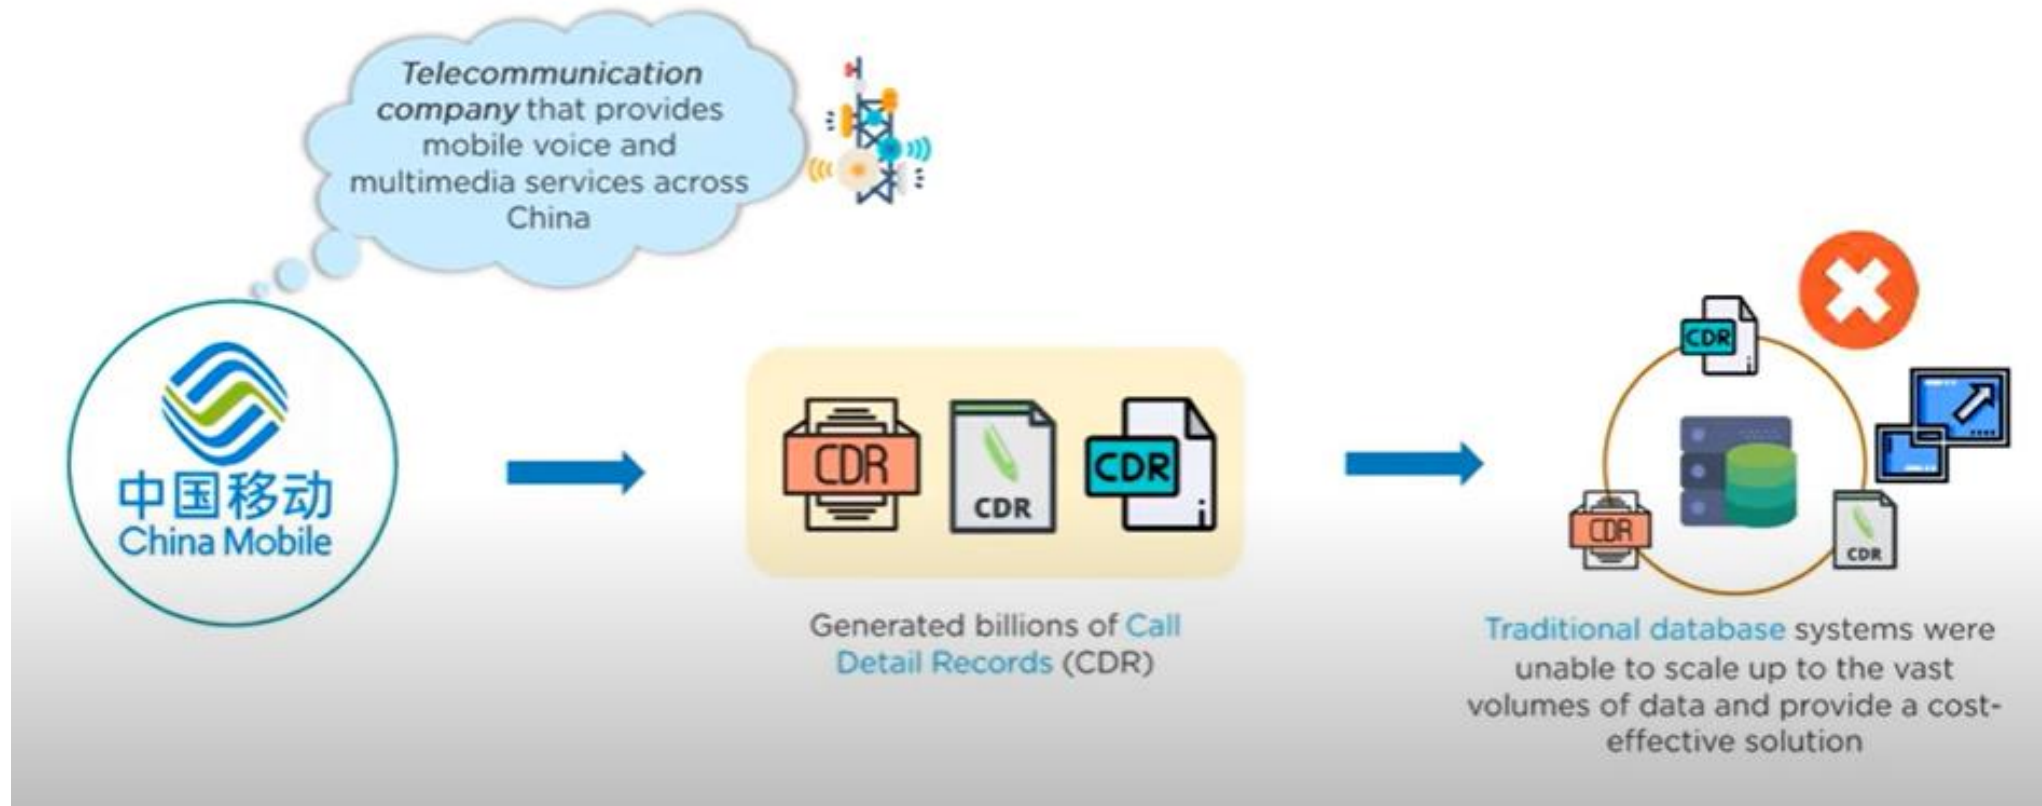 Telecommunication
company that provides
mobile voice and
multimedia services across
China
中国移动
China Mobile
CDR
CDR
CDR
Generated billions of Call
Detail Records (CDR)
CDR
CDR
CDR
Traditional database systems were
unable to scale up to the vast
volumes of data and provide a cost-
effective solution